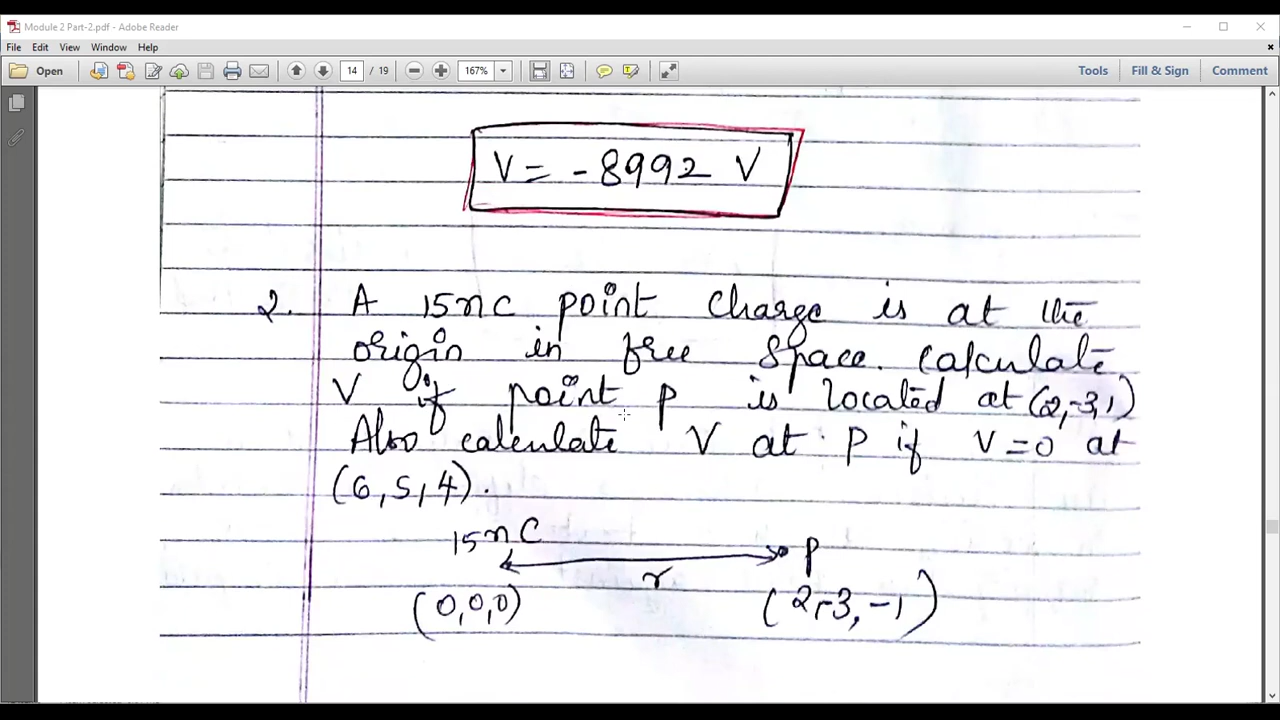 Module 2 Part-2.pdf - Adobe Reader
File Edit View Window Help
Open 14 / 19 167% Tools Fill & Sign Comment
V = -8992 V
2. A 15nC point charge is at the
origin in free space. Calculate
V if point P is located at (2,-3,1)
Also calculate V at P if V=0 at
(6,5,4).
15nC P
r
(0,0,0) (2,-3,-1)